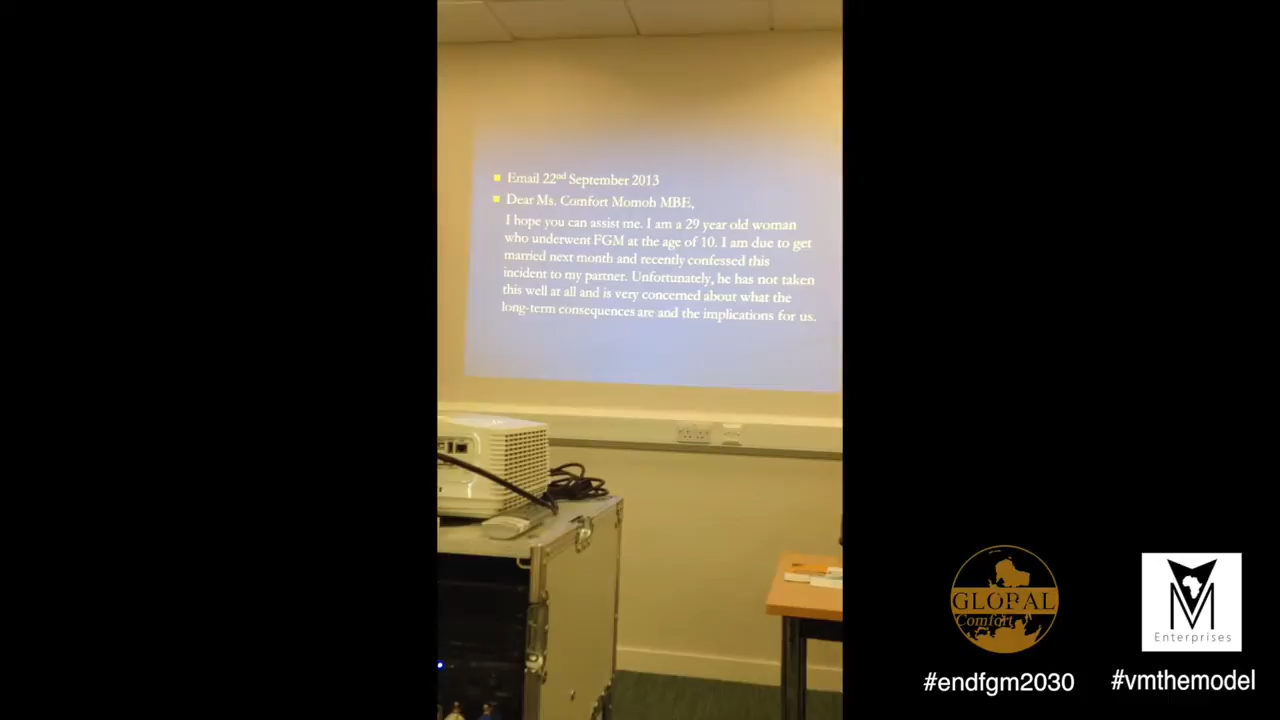 Email 22nd September 2013
Dear Ms. Comfort Momoh MBE,
I hope you can assist me. I am a 29 year old woman
who underwent FGM at the age of 10. I am due to get
married next month and recently confessed this
incident to my partner. Unfortunately, he has not taken
this well at all and is very concerned about what the
long-term consequences are and the implications for us.
GLOBAL
Comfort
VM
Enterprises
#endfgm2030
#vmthemodel